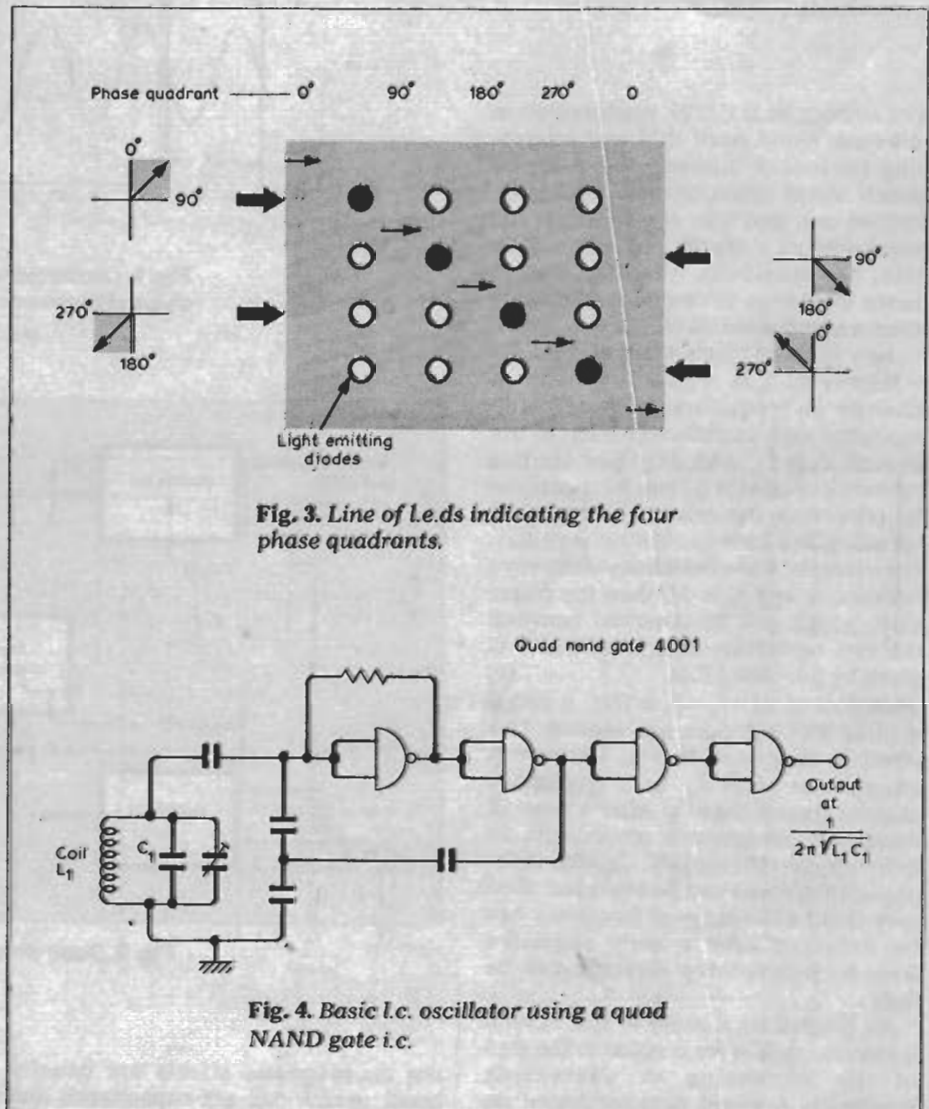 Phase quadrant 0° 90° 180° 270° 0
0°
90°
270°
180°
90°
180°
0°
270°
Light emitting
diodes
Fig. 3. Line of l.e.ds indicating the four
phase quadrants.
Quad nand gate 4001
Coil
L1
C1
Output
at
1
2π√L1 C1
Fig. 4. Basic l.c. oscillator using a quad
NAND gate i.c.